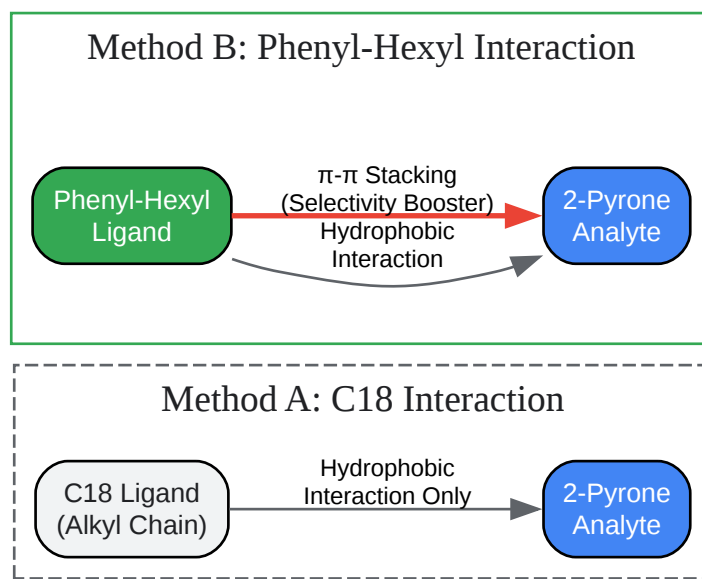 Method B: Phenyl-Hexyl Interaction
Phenyl-Hexyl
Ligand
π-π Stacking
(Selectivity Booster)
Hydrophobic
Interaction
2-Pyrone
Analyte
Method A: C18 Interaction
C18 Ligand
(Alkyl Chain)
Hydrophobic
Interaction Only
2-Pyrone
Analyte